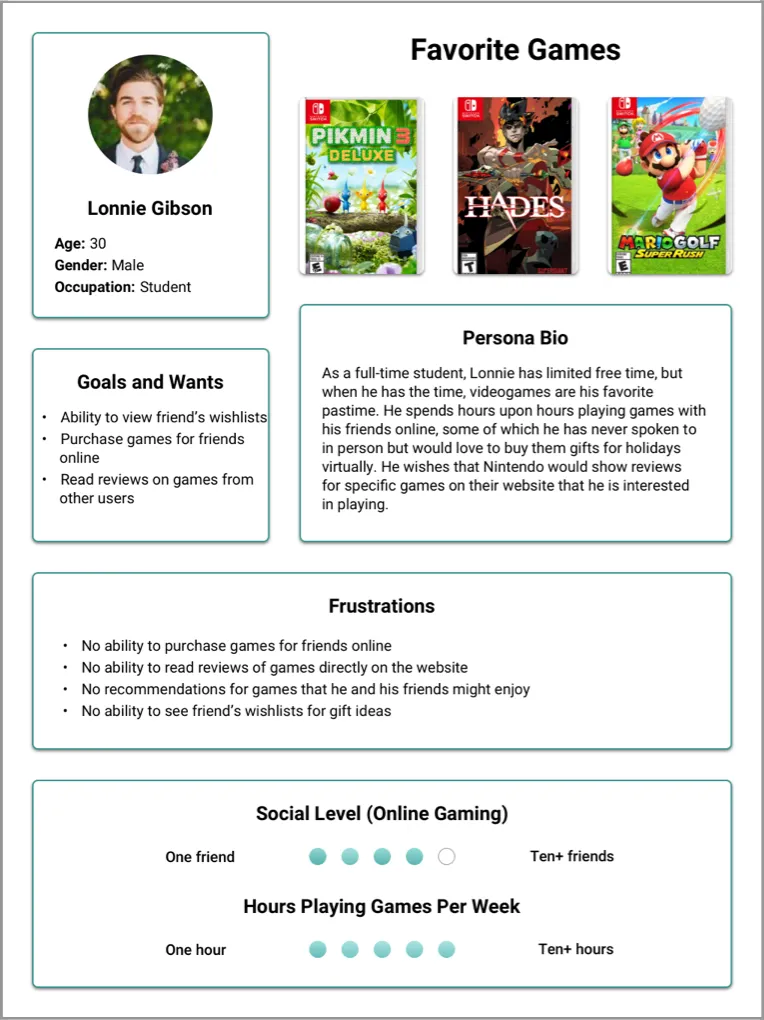 Favorite Games
Lonnie Gibson
Age: 30
Gender: Male
Occupation: Student
NINTENDO
SWITCH
PIKMIN 3
DELUXE
E
NINTENDO
SWITCH
HADES
T
SUPERGIANT
NINTENDO
SWITCH
MARIO GOLF
SUPER RUSH
E
Goals and Wants
• Ability to view friend’s wishlists
• Purchase games for friends
online
• Read reviews on games from
other users
Persona Bio
As a full-time student, Lonnie has limited free time, but
when he has the time, videogames are his favorite
pastime. He spends hours upon hours playing games with
his friends online, some of which he has never spoken to
in person but would love to buy them gifts for holidays
virtually. He wishes that Nintendo would show reviews
for specific games on their website that he is interested
in playing.
Frustrations
• No ability to purchase games for friends online
• No ability to read reviews of games directly on the website
• No recommendations for games that he and his friends might enjoy
• No ability to see friend’s wishlists for gift ideas
Social Level (Online Gaming)
One friend Ten+ friends
Hours Playing Games Per Week
One hour Ten+ hours